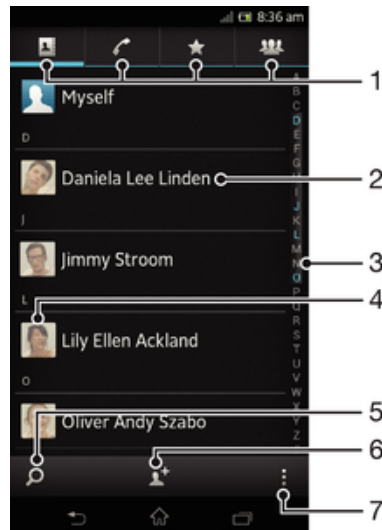 8:36 am
1
Myself
D
Daniela Lee Linden
2
J
Jimmy Stroom
3
L
4
Lily Ellen Ackland
O
Oliver Andy Szabo
5
6
7
A
B
C
D
E
F
G
H
I
J
K
L
M
N
O
P
Q
R
S
T
U
V
W
X
Y
Z